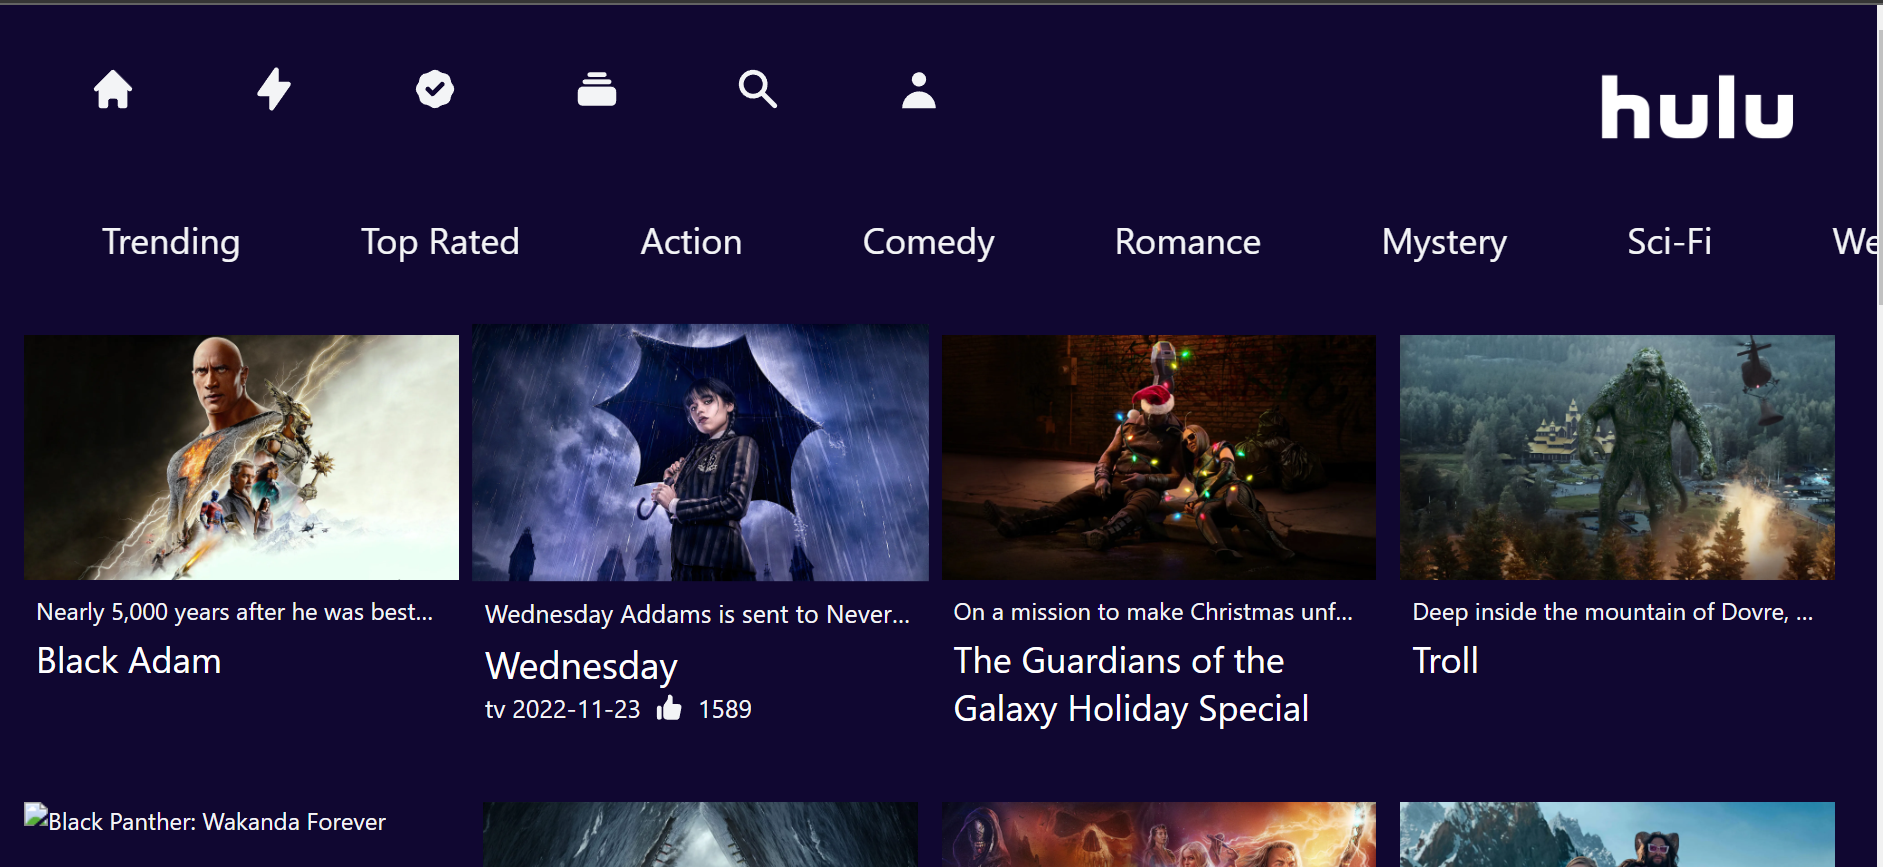 hulu
Trending Top Rated Action Comedy Romance Mystery Sci-Fi We
Nearly 5,000 years after he was best...
Black Adam
Wednesday Addams is sent to Never...
Wednesday
tv 2022-11-23 1589
On a mission to make Christmas unf...
The Guardians of the
Galaxy Holiday Special
Deep inside the mountain of Dovre, ...
Troll
Black Panther: Wakanda Forever